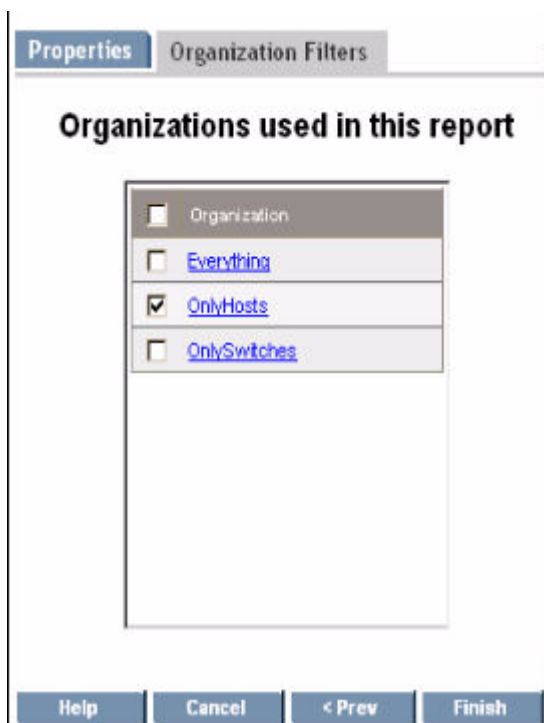 Properties Organization Filters
Organizations used in this report
Organization
Everything
OnlyHosts
OnlySwitches
Help Cancel < Prev Finish